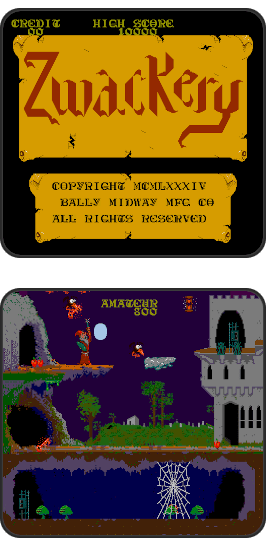 CREDIT HIGH SCORE
00 10000
Zwackery
COPYRIGHT MCMLXXXIV
BALLY MIDWAY MFG CO
ALL RIGHTS RESERVED
AMATEUR
800